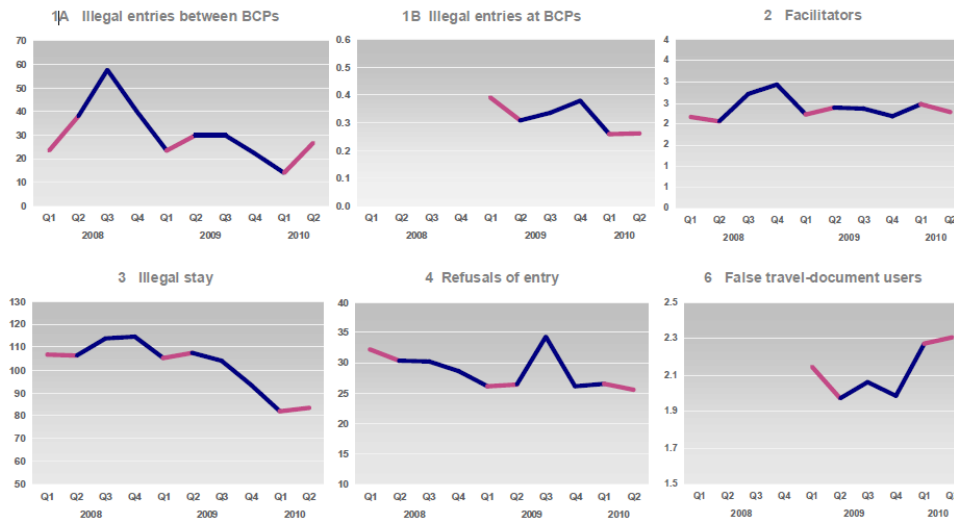 1A Illegal entries between BCPs
70
60
50
40
30
20
10
0
Q1 Q2 Q3 Q4 Q1 Q2 Q3 Q4 Q1 Q2
2008 2009 2010
1B Illegal entries at BCPs
0.6
0.5
0.4
0.3
0.2
0.1
0.0
Q1 Q2 Q3 Q4 Q1 Q2 Q3 Q4 Q1 Q2
2008 2009 2010
2 Facilitators
4
4
3
3
2
2
1
1
0
Q1 Q2 Q3 Q4 Q1 Q2 Q3 Q4 Q1 Q2
2008 2009 2010
3 Illegal stay
130
120
110
100
90
80
70
60
50
Q1 Q2 Q3 Q4 Q1 Q2 Q3 Q4 Q1 Q2
2008 2009 2010
4 Refusals of entry
40
35
30
25
20
15
10
Q1 Q2 Q3 Q4 Q1 Q2 Q3 Q4 Q1 Q2
2008 2009 2010
6 False travel-document users
2.5
2.3
2.1
1.9
1.7
1.5
Q1 Q2 Q3 Q4 Q1 Q2 Q3 Q4 Q1 Q2
2008 2009 2010